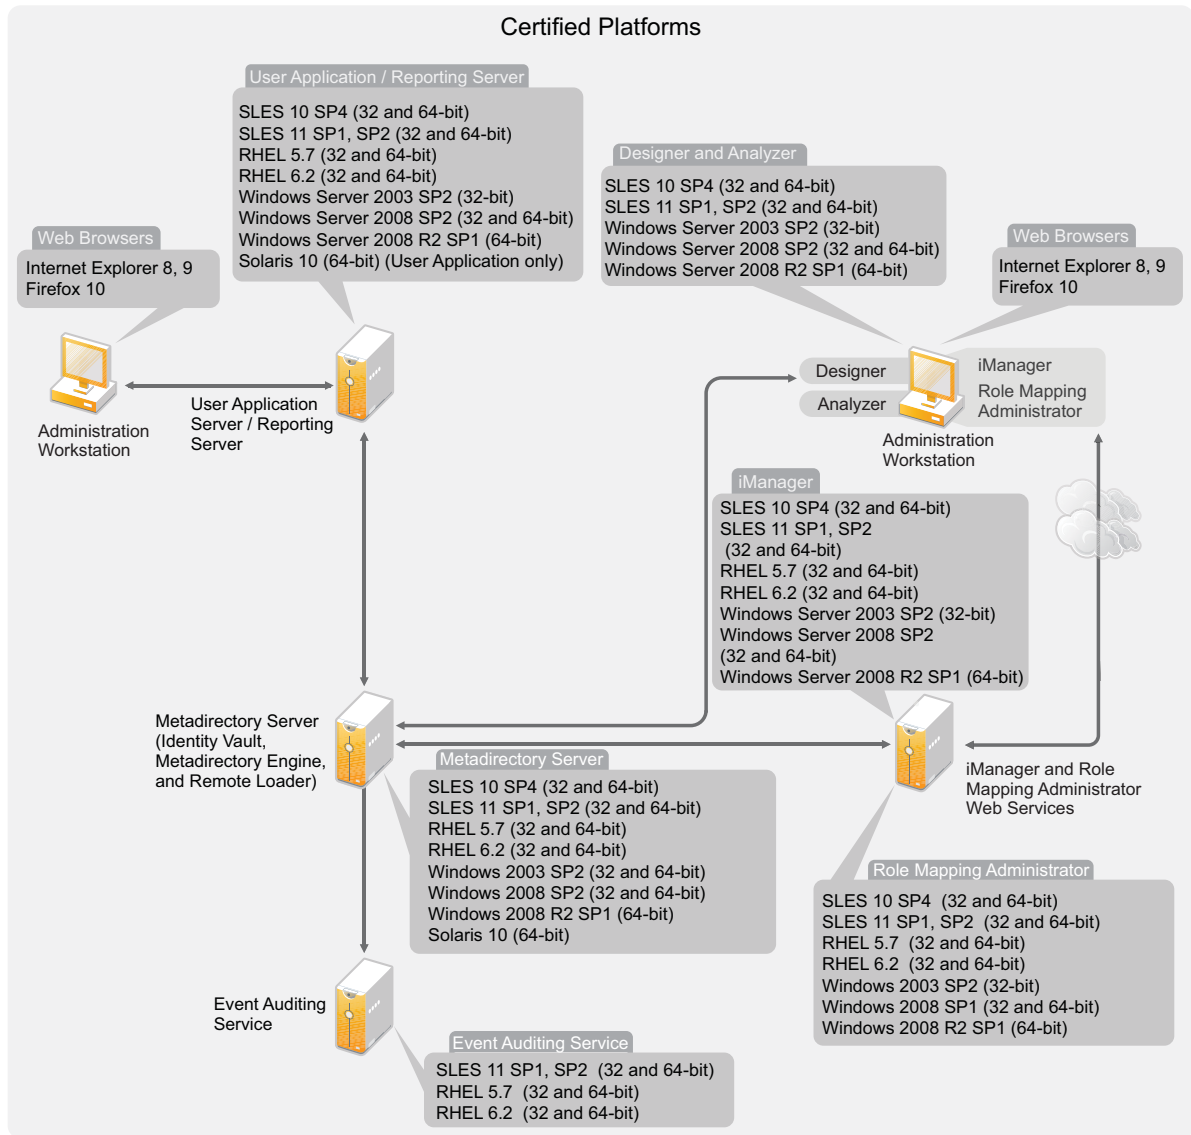 Certified Platforms
User Application / Reporting Server
SLES 10 SP4 (32 and 64-bit)
SLES 11 SP1, SP2 (32 and 64-bit)
RHEL 5.7 (32 and 64-bit)
RHEL 6.2 (32 and 64-bit)
Windows Server 2003 SP2 (32-bit)
Windows Server 2008 SP2 (32 and 64-bit)
Windows Server 2008 R2 SP1 (64-bit)
Solaris 10 (64-bit) (User Application only)
Designer and Analyzer
SLES 10 SP4 (32 and 64-bit)
SLES 11 SP1, SP2 (32 and 64-bit)
Windows Server 2003 SP2 (32-bit)
Windows Server 2008 SP2 (32 and 64-bit)
Windows Server 2008 R2 SP1 (64-bit)
Web Browsers
Internet Explorer 8, 9
Firefox 10
Web Browsers
Internet Explorer 8, 9
Firefox 10
Administration
Workstation
User Application
Server / Reporting
Server
Designer
Analyzer
iManager
Role Mapping
Administrator
Administration
Workstation
iManager
SLES 10 SP4 (32 and 64-bit)
SLES 11 SP1, SP2
(32 and 64-bit)
RHEL 5.7 (32 and 64-bit)
RHEL 6.2 (32 and 64-bit)
Windows Server 2003 SP2 (32-bit)
Windows Server 2008 SP2
(32 and 64-bit)
Windows Server 2008 R2 SP1 (64-bit)
Metadirectory Server
(Identity Vault,
Metadirectory Engine,
and Remote Loader)
Metadirectory Server
SLES 10 SP4 (32 and 64-bit)
SLES 11 SP1, SP2 (32 and 64-bit)
RHEL 5.7 (32 and 64-bit)
RHEL 6.2 (32 and 64-bit)
Windows 2003 SP2 (32 and 64-bit)
Windows 2008 SP2 (32 and 64-bit)
Windows 2008 R2 SP1 (64-bit)
Solaris 10 (64-bit)
iManager and Role
Mapping Administrator
Web Services
Role Mapping Administrator
SLES 10 SP4 (32 and 64-bit)
SLES 11 SP1, SP2 (32 and 64-bit)
RHEL 5.7 (32 and 64-bit)
RHEL 6.2 (32 and 64-bit)
Windows 2003 SP2 (32-bit)
Windows 2008 SP1 (32 and 64-bit)
Windows 2008 R2 SP1 (64-bit)
Event Auditing
Service
Event Auditing Service
SLES 11 SP1, SP2 (32 and 64-bit)
RHEL 5.7 (32 and 64-bit)
RHEL 6.2 (32 and 64-bit)